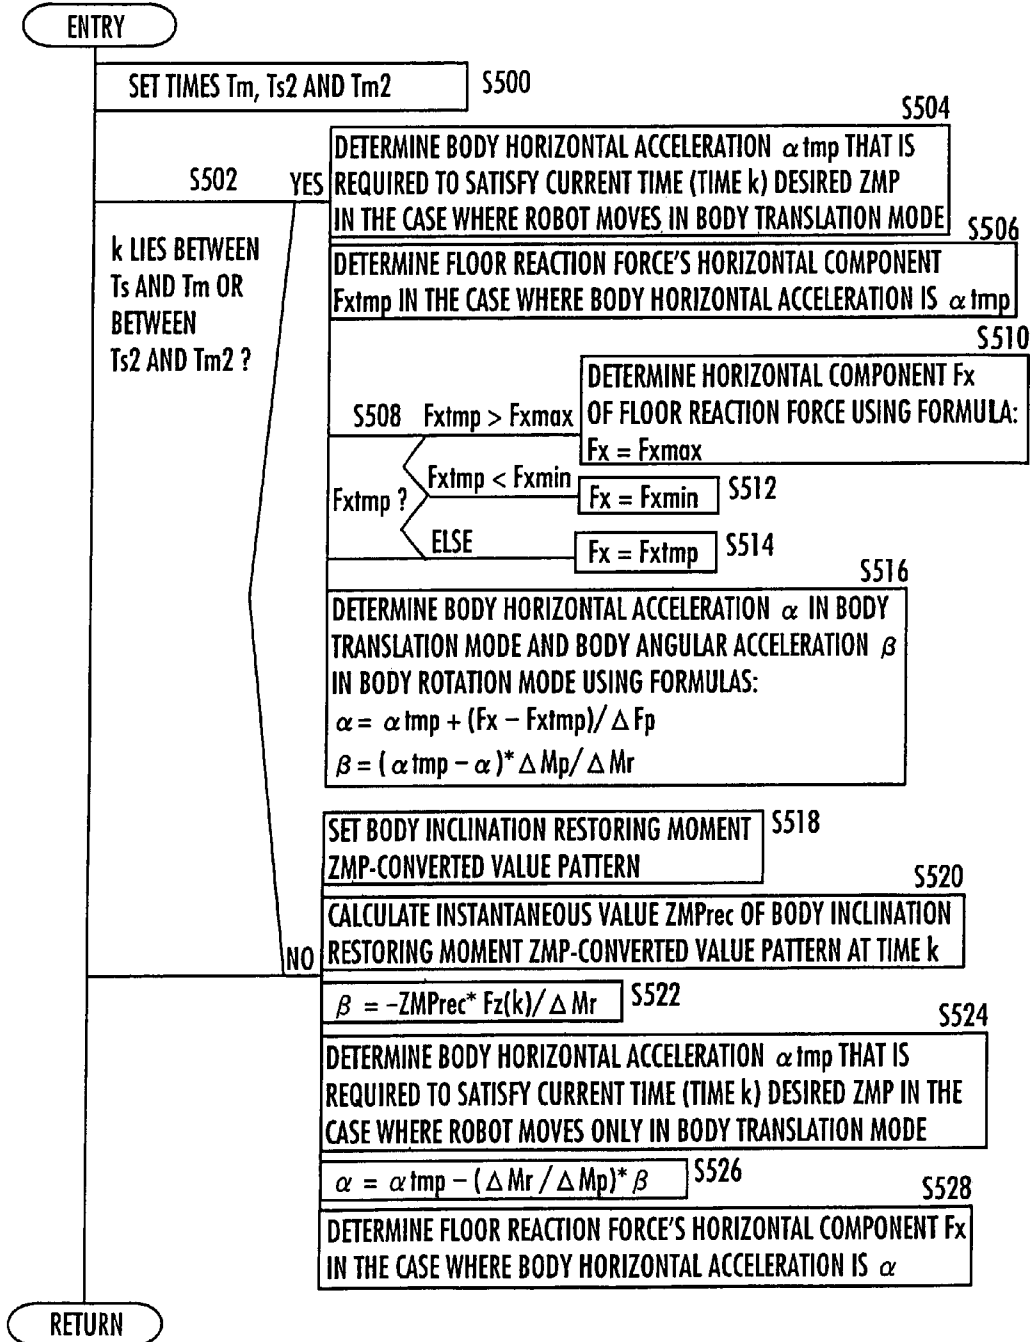 ENTRY
SET TIMES Tm, Ts2 AND Tm2
S500
S502
k LIES BETWEEN
Ts AND Tm OR
BETWEEN
Ts2 AND Tm2 ?
YES
S504
DETERMINE BODY HORIZONTAL ACCELERATION α tmp THAT IS
REQUIRED TO SATISFY CURRENT TIME (TIME k) DESIRED ZMP
IN THE CASE WHERE ROBOT MOVES IN BODY TRANSLATION MODE
S506
DETERMINE FLOOR REACTION FORCE'S HORIZONTAL COMPONENT
Fxtmp IN THE CASE WHERE BODY HORIZONTAL ACCELERATION IS α tmp
S508
Fxtmp ?
Fxtmp > Fxmax
S510
DETERMINE HORIZONTAL COMPONENT Fx
OF FLOOR REACTION FORCE USING FORMULA:
Fx = Fxmax
Fxtmp < Fxmin
Fx = Fxmin
S512
ELSE
Fx = Fxtmp
S514
S516
DETERMINE BODY HORIZONTAL ACCELERATION α IN BODY
TRANSLATION MODE AND BODY ANGULAR ACCELERATION β
IN BODY ROTATION MODE USING FORMULAS:
α = α tmp + (Fx - Fxtmp)/ΔFp
β = (α tmp - α)* ΔMp/ΔMr
NO
SET BODY INCLINATION RESTORING MOMENT
ZMP-CONVERTED VALUE PATTERN
S518
S520
CALCULATE INSTANTANEOUS VALUE ZMPrec OF BODY INCLINATION
RESTORING MOMENT ZMP-CONVERTED VALUE PATTERN AT TIME k
β = -ZMPrec* Fz(k)/ΔMr
S522
S524
DETERMINE BODY HORIZONTAL ACCELERATION α tmp THAT IS
REQUIRED TO SATISFY CURRENT TIME (TIME k) DESIRED ZMP IN THE
CASE WHERE ROBOT MOVES ONLY IN BODY TRANSLATION MODE
α = α tmp - (ΔMr/ΔMp)* β
S526
S528
DETERMINE FLOOR REACTION FORCE'S HORIZONTAL COMPONENT Fx
IN THE CASE WHERE BODY HORIZONTAL ACCELERATION IS α
RETURN